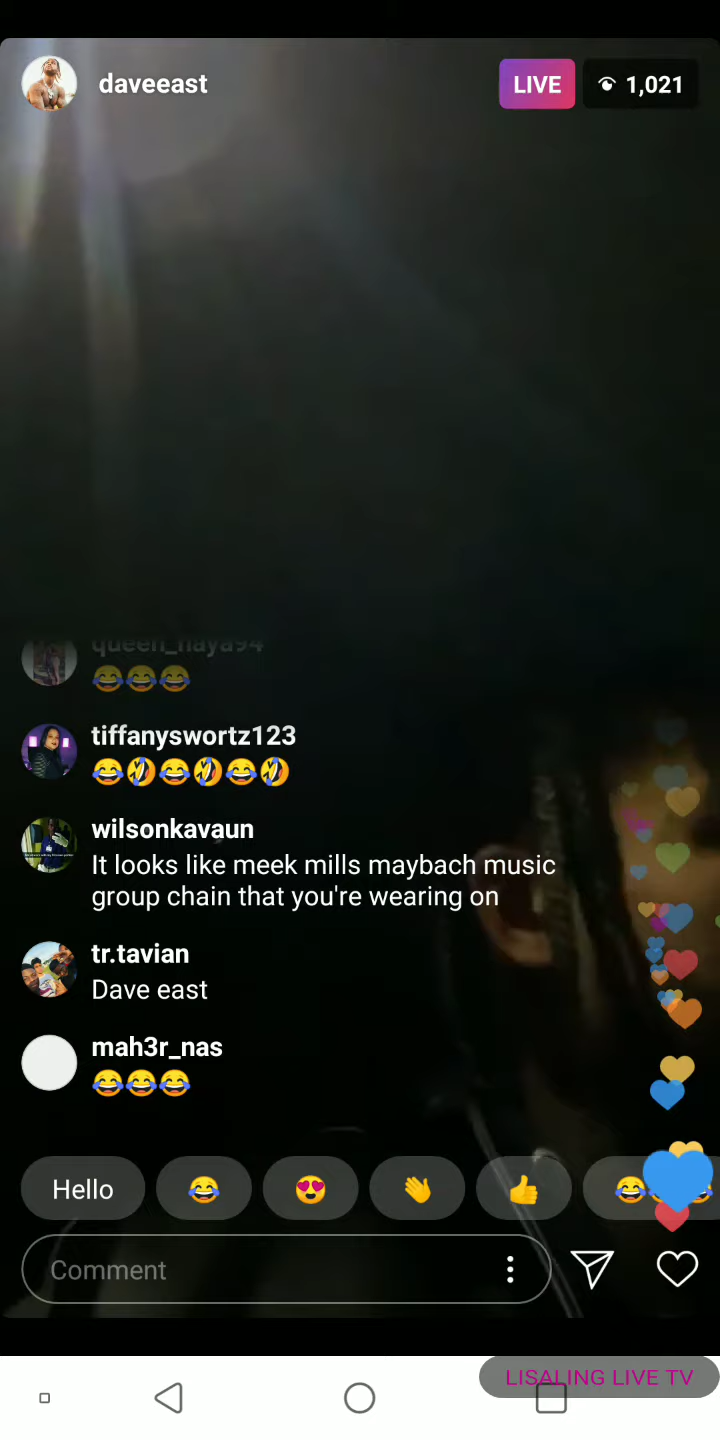 daveeast
LIVE
1,021
queen_naya94
😂😂😂
tiffanyswortz123
😂🤣😂🤣😂🤣
wilsonkavaun
It looks like meek mills maybach music
group chain that you're wearing on
tr.tavian
Dave east
mah3r_nas
😂😂😂
Hello
Comment
LISALING LIVE TV